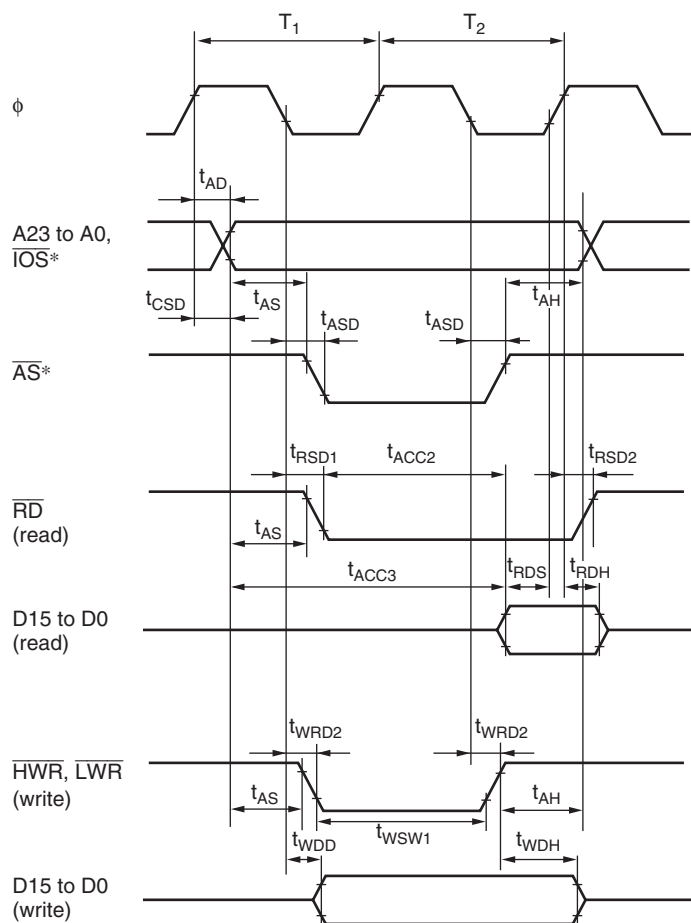 T1 T2
ϕ
tAD
A23 to A0,
IOS*
tCSD tAS tASD tASD tAH
AS*
tRSD1 tACC2 tRSD2
RD
(read)
tAS
tACC3 tRDS tRDH
D15 to D0
(read)
tWRD2 tWRD2
HWR, LWR
(write)
tAS tAH
tWSW1
tWDD tWDH
D15 to D0
(write)